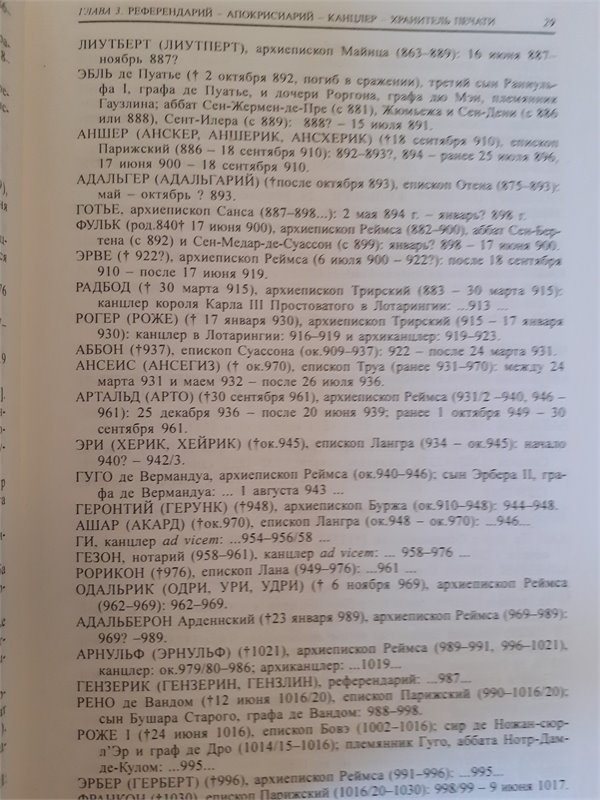 ГЛАВА 3. РЕФЕРЕНДАРИЙ – АПОКРИСИАРИЙ – КАНЦЛЕР – ХРАНИТЕЛЬ ПЕЧАТИ 29
ЛИУТБЕРТ (ЛИУТПЕРТ), архиепископ Майнца (863–889): 16 июня 887–
ноябрь 887?
ЭБЛЬ де Пуатье († 2 октября 892, погиб в сражении), третий сын Рамнуль-
фа I, графа де Пуатье, и дочери Роргона, графа дю Мэн, племянник
Гаузлина; аббат Сен-Жермен-де-Пре (с 881), Жюмьежа и Сен-Дени (с 886
или 888), Сент-Илера (с 889): 888? – 15 июля 891.
АНШЕР (АНСКЕР, АНШЕРИК, АНСХЕРИК) (†18 сентября 910), епископ
Парижский (886 – 18 сентября 910): 892–893?, 894 – ранее 25 июля 896,
17 июня 900 – 18 сентября 910.
АДАЛЬГЕР (АДАЛЬГАРИЙ) (†после октября 893), епископ Отена (875–893):
май – октябрь ? 893.
ГОТЬЕ, архиепископ Санса (887–898...): 2 мая 894 г. – январь? 898 г.
ФУЛЬК (род.840† 17 июня 900), архиепископ Реймса (882–900), аббат Сен-Бер-
тена (с 892) и Сен-Медар-де-Суассон (с 899): январь? 898 – 17 июня 900.
ЭРВЕ († 922?), архиепископ Реймса (6 июля 900 – 922?): после 18 сентября
910 – после 17 июня 919.
РАДБОД († 30 марта 915), архиепископ Трирский (883 – 30 марта 915):
канцлер короля Карла III Простоватого в Лотарингии: ...913 ...
РОГЕР (РОЖЕ) († 17 января 930), архиепископ Трирский (915 – 17 января
930): канцлер в Лотарингии: 916–919 и архиканцлер: 919–923.
АББОН (†937), епископ Суассона (ок.909–937): 922 – после 24 марта 931.
АНСЕИС (АНСЕГИЗ) († ок.970), епископ Труа (ранее 931–970): между 24
марта 931 и маем 932 – после 26 июля 936.
АРТАЛЬД (АРТО) (†30 сентября 961), архиепископ Реймса (931/2 –940, 946 –
961): 25 декабря 936 – после 20 июня 939; ранее 1 октября 949 – 30
сентября 961.
ЭРИ (ХЕРИК, ХЕЙРИК) (†ок.945), епископ Лангра (934 – ок.945): начало
940? – 942/3.
ГУГО де Вермандуа, архиепископ Реймса (ок.940–946); сын Эрбера II, гра-
фа де Вермандуа: ... 1 августа 943 ...
ГЕРОНТИЙ (ГЕРУНК) (†948), архиепископ Буржа (ок.910–948): 944–948.
АШАР (АКАРД) (†ок.970), епископ Лангра (ок.948 – ок.970): ...946...
ГИ, канцлер ad vicem: ...954–956/58 ...
ГЕЗОН, нотарий (958–961), канцлер ad vicem: ... 958–976 ...
РОРИКОН (†976), епископ Лана (949–976): ...961 ...
ОДАЛЬРИК (ОДРИ, УРИ, УДРИ) († 6 ноября 969), архиепископ Реймса
(962–969): 962–969.
АДАЛЬБЕРОН Арденнский (†23 января 989), архиепископ Реймса (969–989):
969? –989.
АРНУЛЬФ (ЭРНУЛЬФ) (†1021), архиепископ Реймса (989–991, 996–1021),
канцлер: ок.979/80–986; архиканцлер: ...1019...
ГЕНЗЕРИК (ГЕНЗЕРИН, ГЕНЗЛИН), референдарий: ...987...
РЕНО де Вандом (†12 июня 1016/20), епископ Парижский (990–1016/20);
сын Бушара Старого, графа де Вандом: 988–998.
РОЖЕ I (†24 июня 1016), епископ Бовэ (1002–1016); сир де Ножан-сюр-
л'Эр и граф де Дро (1014/15–1016); племянник Гуго, аббата Нотр-Дам-
де-Кулом: ...995...
ЭРБЕР (ГЕРБЕРТ) (†996), архиепископ Реймса (991–996): ...995...
ФРАНКОН (†1030), епископ Парижский (1016/20–1030): 998/99 – 9 июня 1017.